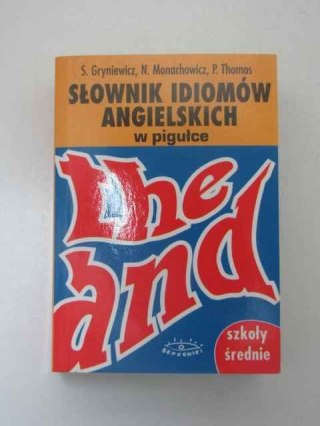 S. Gryniewicz, N. Monachowicz, P. Thomas
SŁOWNIK IDIOMÓW
ANGIELSKICH
w pigułce
the
and
szkoły
średnie